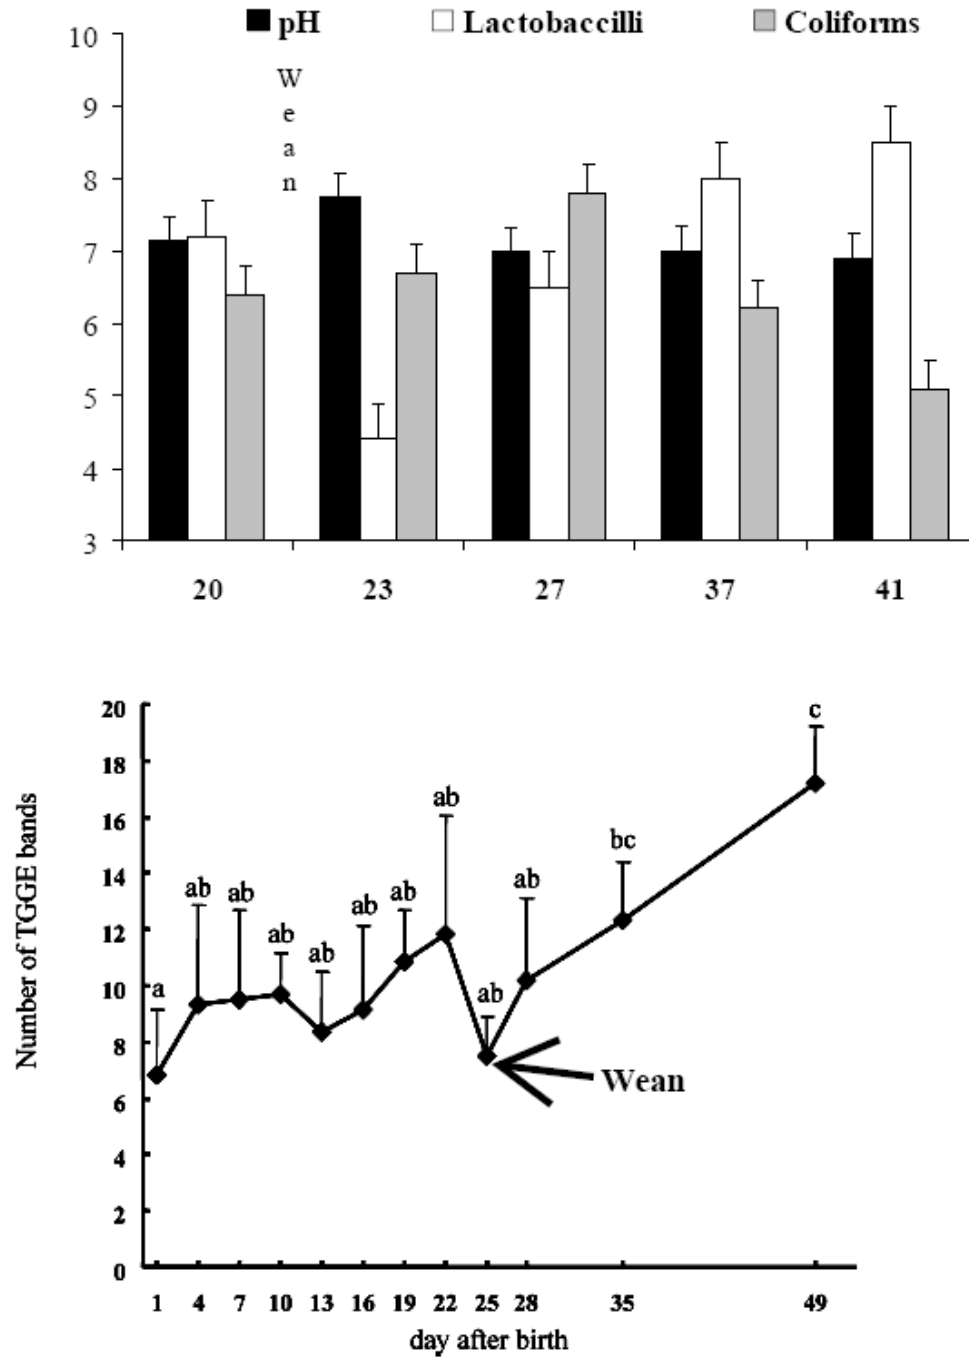 pH Lactobaccilli Coliforms
10
Wean
9
8
7
6
5
4
3
20 23 27 37 41
20
18
16
14
12
10
8
6
4
2
0
Number of TGGE bands
a
ab
ab
ab
ab
ab
ab
ab
ab
ab
bc
c
Wean
1 4 7 10 13 16 19 22 25 28 35 49
day after birth